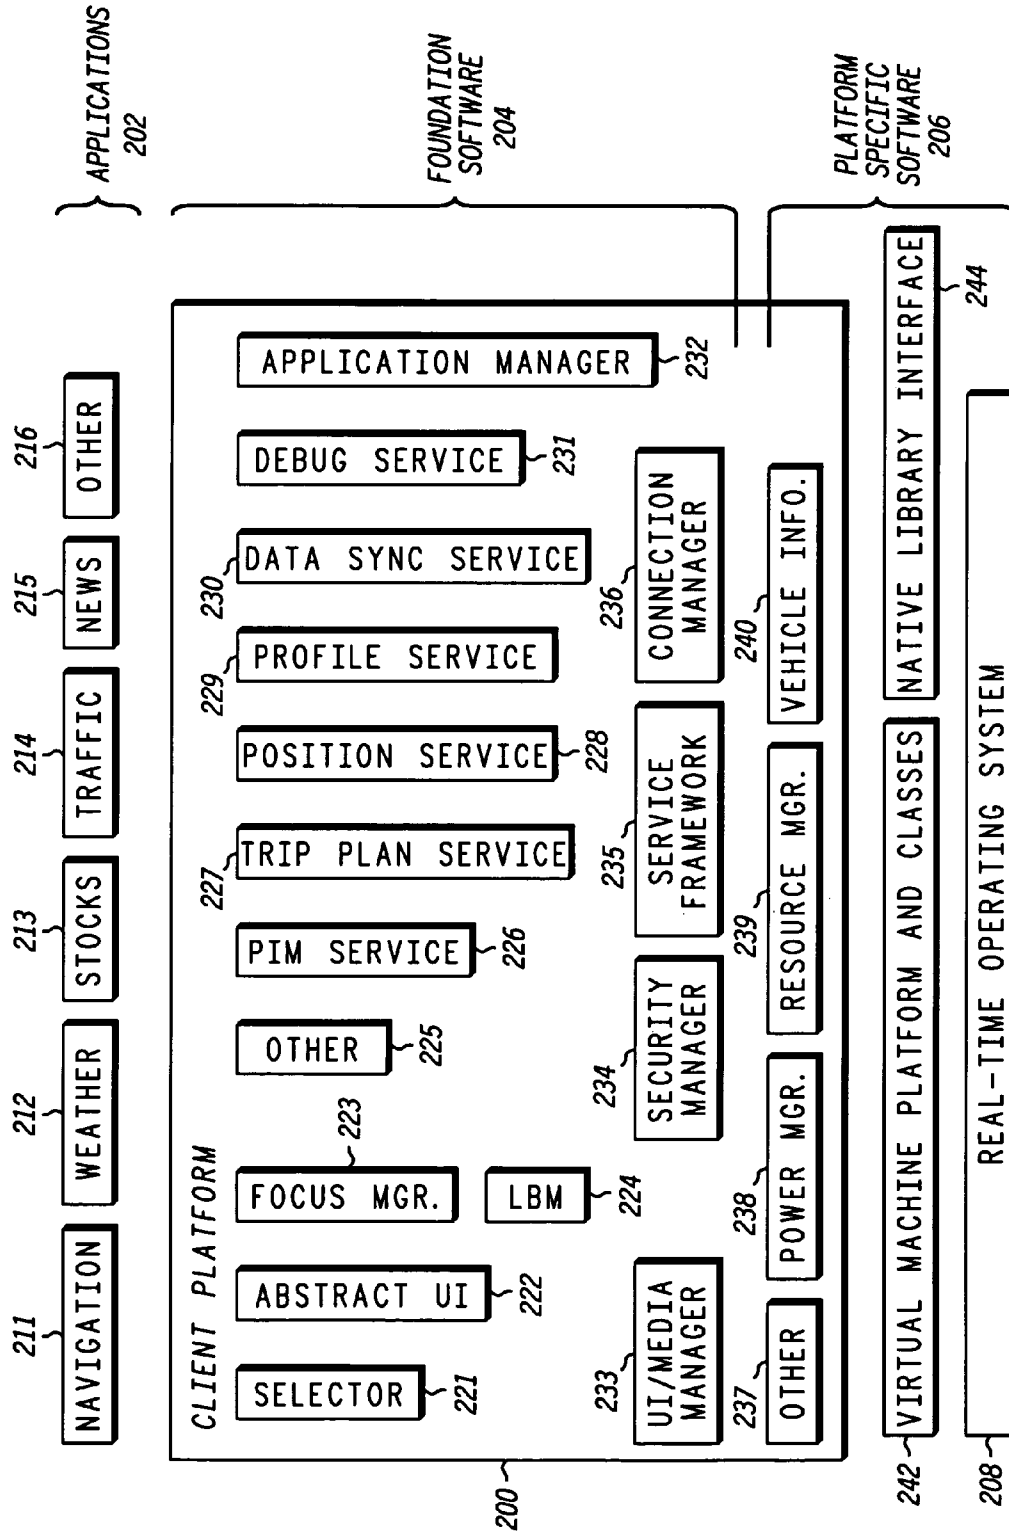 211
212
213
214
215
216
NAVIGATION
WEATHER
STOCKS
TRAFFIC
NEWS
OTHER
APPLICATIONS
202
CLIENT PLATFORM
200
SELECTOR
221
ABSTRACT UI
222
FOCUS MGR.
223
LBM
224
OTHER
225
PIM SERVICE
226
TRIP PLAN SERVICE
227
POSITION SERVICE
228
PROFILE SERVICE
229
DATA SYNC SERVICE
230
DEBUG SERVICE
231
APPLICATION MANAGER
232
FOUNDATION
SOFTWARE
204
233
UI/MEDIA
MANAGER
234
SECURITY
MANAGER
235
SERVICE
FRAMEWORK
236
CONNECTION
MANAGER
237
OTHER
238
POWER MGR.
239
RESOURCE MGR.
240
VEHICLE INFO.
PLATFORM
SPECIFIC
SOFTWARE
206
242
VIRTUAL MACHINE PLATFORM AND CLASSES
NATIVE LIBRARY INTERFACE
244
208
REAL-TIME OPERATING SYSTEM